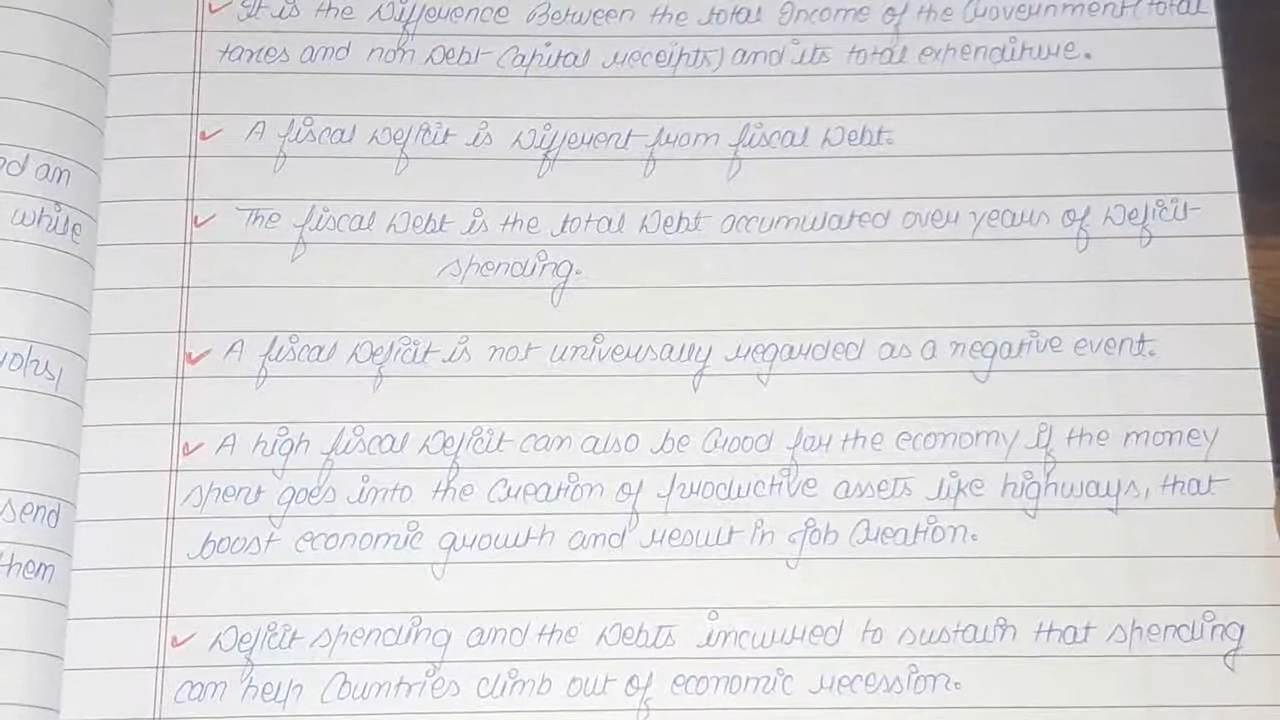 It is the Difference Between the total Income of the Government (total
taxes and non Debt Capital receipts) and its total expenditure.
A fiscal Deficit is Different from fiscal Debt.
The fiscal Debt is the total Debt accumulated over years of Deficit
spending.
A fiscal Deficit is not universally regarded as a negative event.
A high fiscal Deficit can also be Good for the economy if the money
spent goes into the Creation of productive assets like highways, that
boost economic growth and result in job Creation.
Deficit spending and the Debts incurred to sustain that spending
can help Countries climb out of economic recession.
an
while
send
them